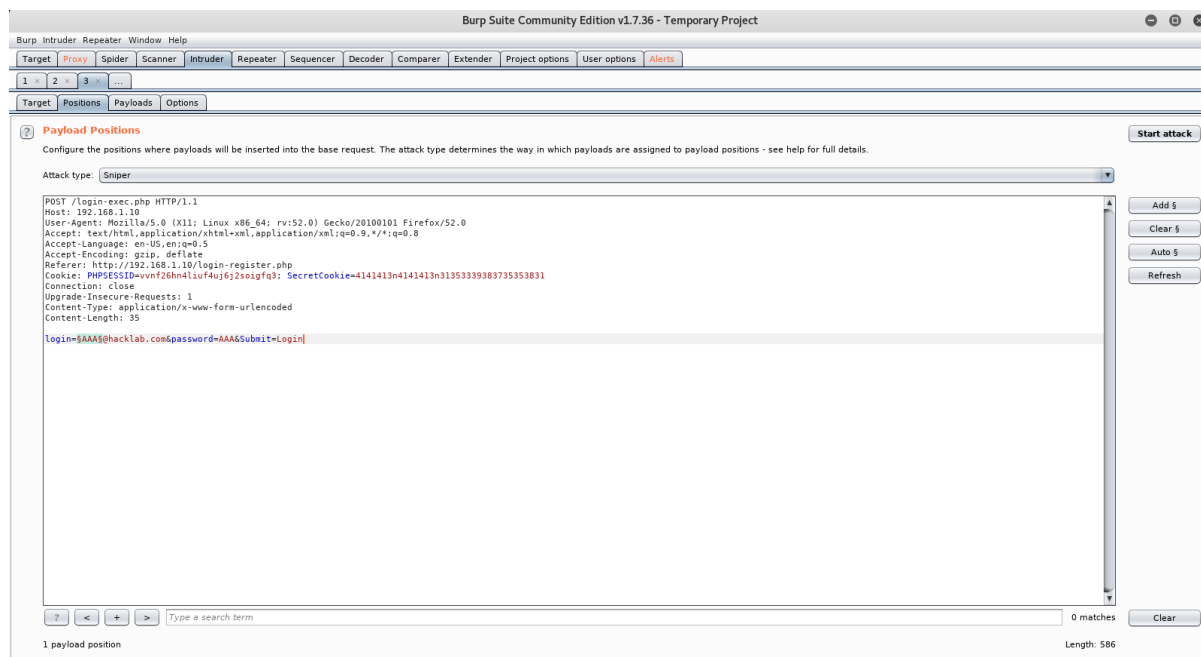 Burp Suite Community Edition v1.7.36 - Temporary Project
Burp Intruder Repeater Window Help
Target Proxy Spider Scanner Intruder Repeater Sequencer Decoder Comparer Extender Project options User options Alerts
1 × 2 × 3 × ...
Target Positions Payloads Options
? Payload Positions
Start attack
Configure the positions where payloads will be inserted into the base request. The attack type determines the way in which payloads are assigned to payload positions - see help for full details.
Attack type: Sniper
POST /login-exec.php HTTP/1.1
Host: 192.168.1.10
User-Agent: Mozilla/5.0 (X11; Linux x86_64; rv:52.0) Gecko/20100101 Firefox/52.0
Accept: text/html,application/xhtml+xml,application/xml;q=0.9,*/*;q=0.8
Accept-Language: en-US,en;q=0.5
Accept-Encoding: gzip, deflate
Referer: http://192.168.1.10/login-register.php
Cookie: PHPSESSID=vvnf26hn4liuf4uj6j2soigfq3; SecretCookie=4141413n4141413n31353339383735353831
Connection: close
Upgrade-Insecure-Requests: 1
Content-Type: application/x-www-form-urlencoded
Content-Length: 35
login=§AAA§@hacklab.com&password=AAA&Submit=Login
Add §
Clear §
Auto §
Refresh
? < + > Type a search term 0 matches Clear
1 payload position Length: 586